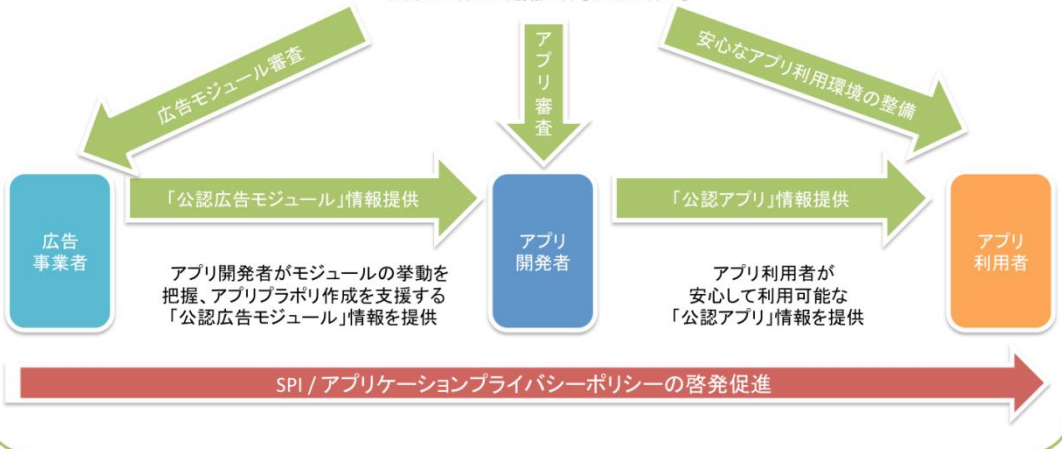 広告モジュール審査
アプリ審査
安心なアプリ利用環境の整備
「公認広告モジュール」情報提供
「公認アプリ」情報提供
広告
事業者
アプリ
開発者
アプリ
利用者
アプリ開発者がモジュールの挙動を
把握、アプリプラポリ作成を支援する
「公認広告モジュール」情報を提供
アプリ利用者が
安心して利用可能な
「公認アプリ」情報を提供
SPI / アプリケーションプライバシーポリシーの啓発促進